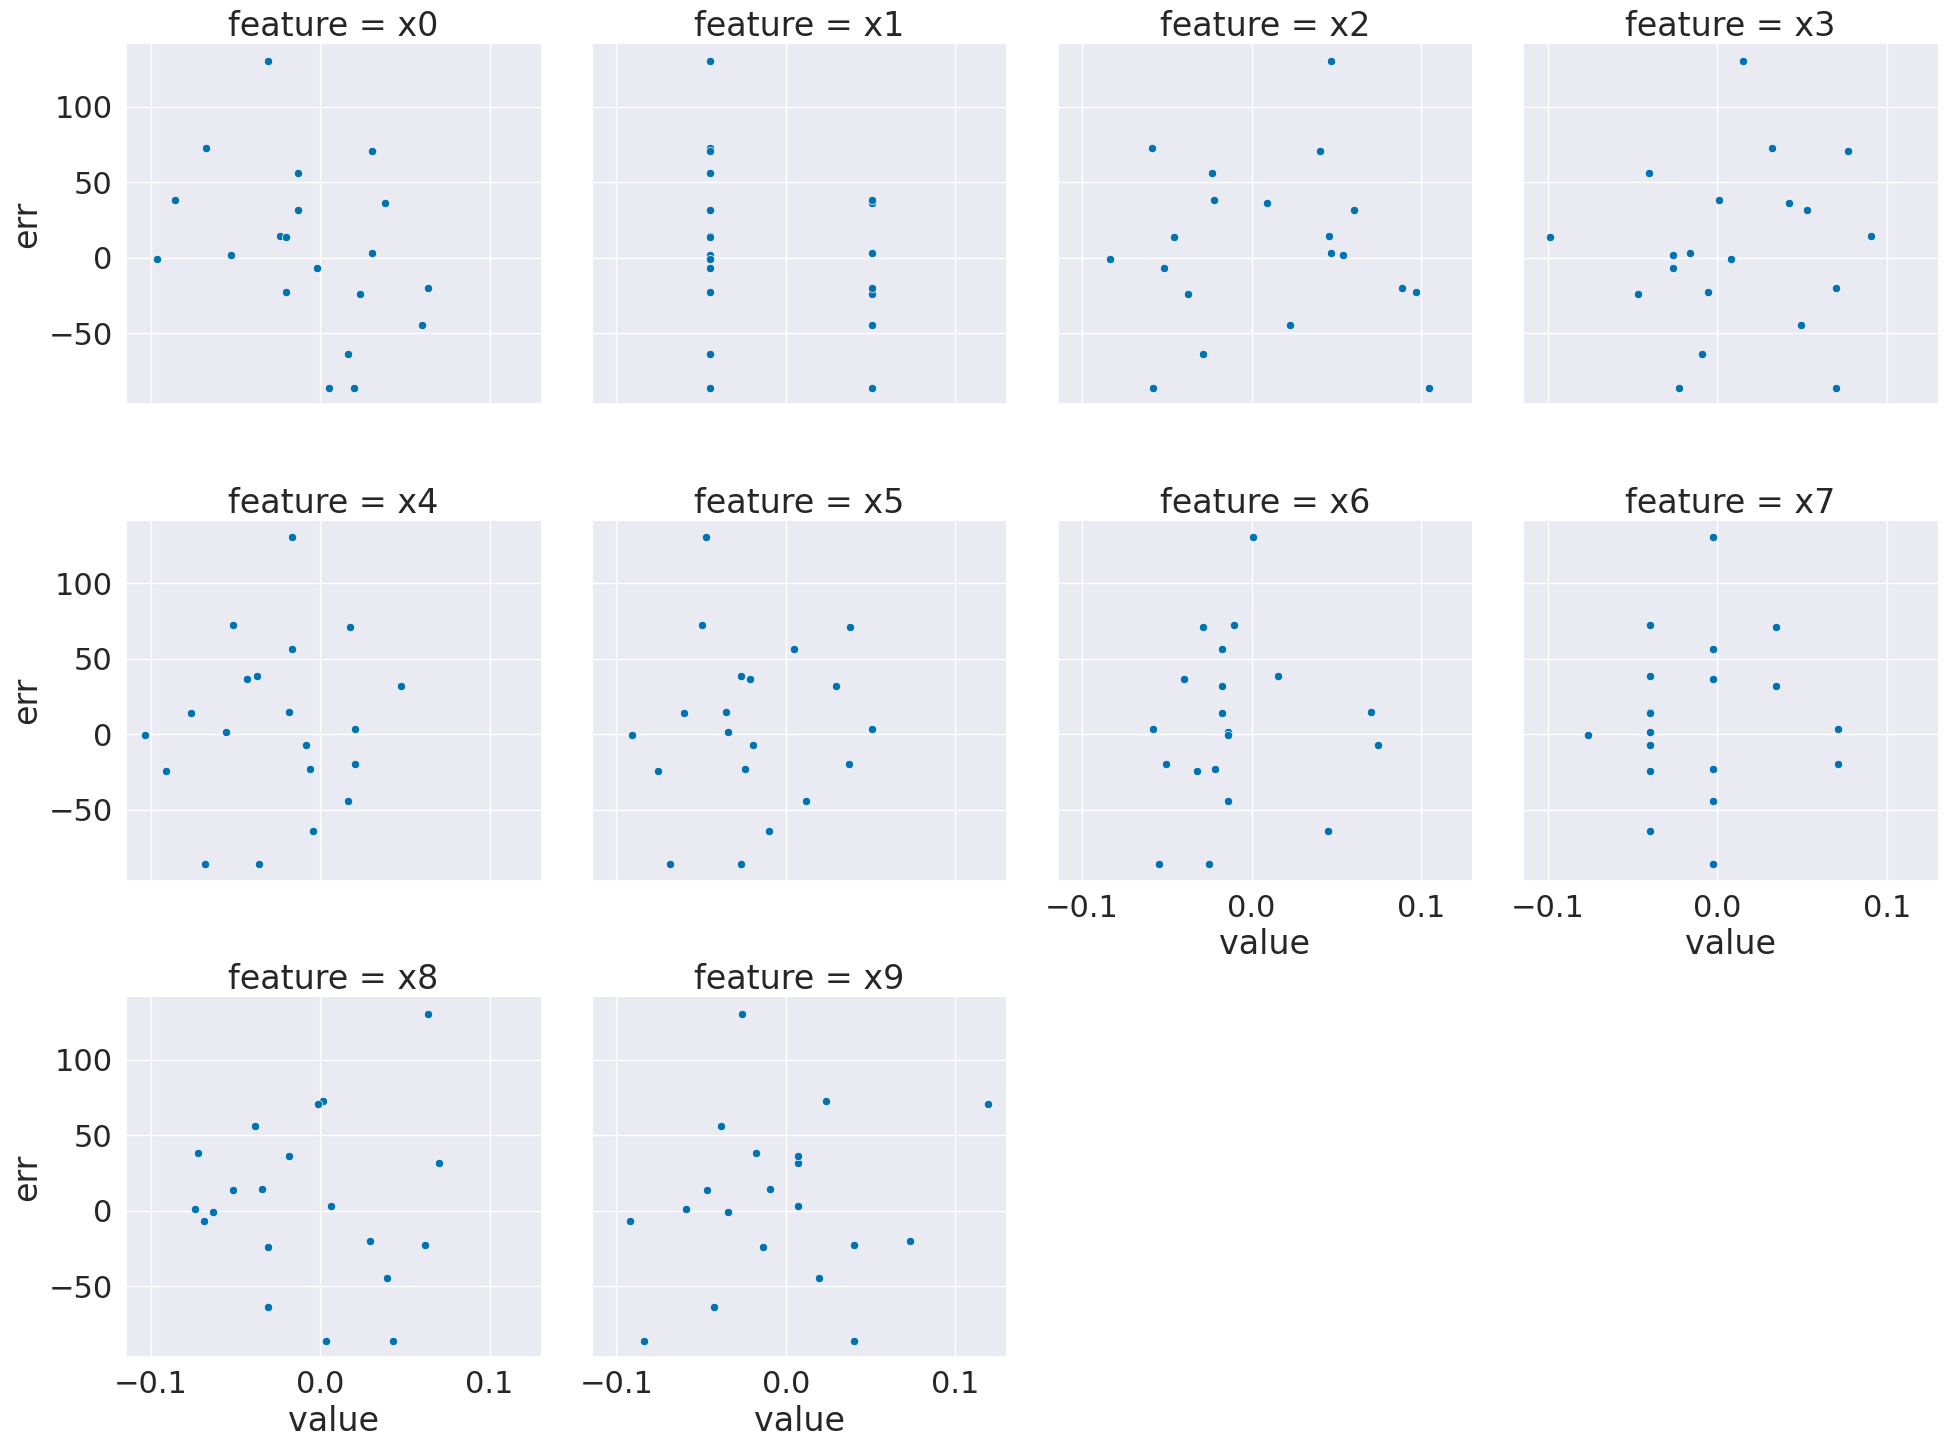 feature = x0
feature = x1
feature = x2
feature = x3
100
50
0
−50
err
feature = x4
feature = x5
feature = x6
feature = x7
100
50
0
−50
err
−0.1 0.0 0.1
value
−0.1 0.0 0.1
value
feature = x8
feature = x9
100
50
0
−50
err
−0.1 0.0 0.1
value
−0.1 0.0 0.1
value